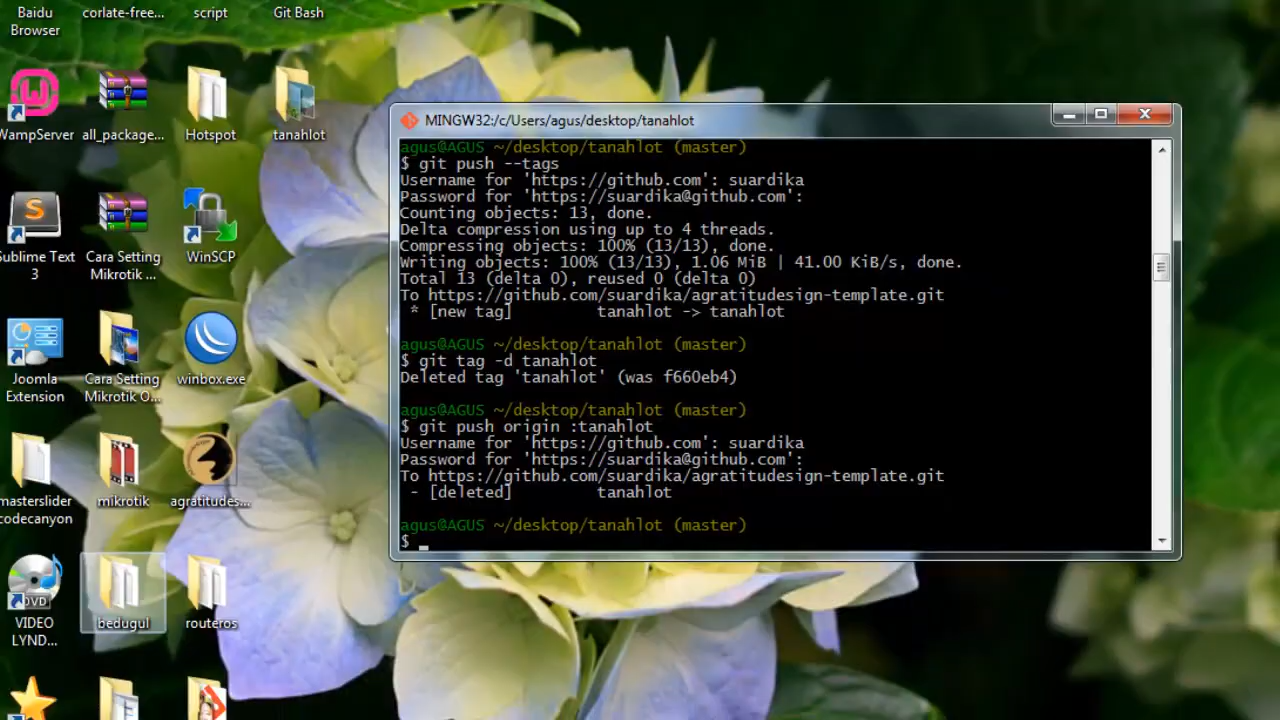 Baidu
Browser
corlate-free...
script
Git Bash
WampServer
all_package...
Hotspot
tanahlot
Sublime Text
3
Cara Setting
Mikrotik ...
WinSCP
Joomla
Extension
Cara Setting
Mikrotik O...
winbox.exe
masterslider
codecanyon
mikrotik
agratitudes...
DVD
VIDEO
LYND...
bedugul
routeros
MINGW32:/c/Users/agus/desktop/tanahlot
agus@AGUS ~/desktop/tanahlot (master)
$ git push --tags
Username for 'https://github.com': suardika
Password for 'https://suardika@github.com':
Counting objects: 13, done.
Delta compression using up to 4 threads.
Compressing objects: 100% (13/13), done.
Writing objects: 100% (13/13), 1.06 MiB | 41.00 KiB/s, done.
Total 13 (delta 0), reused 0 (delta 0)
To https://github.com/suardika/agratitudesign-template.git
* [new tag] tanahlot -> tanahlot
agus@AGUS ~/desktop/tanahlot (master)
$ git tag -d tanahlot
Deleted tag 'tanahlot' (was f660eb4)
agus@AGUS ~/desktop/tanahlot (master)
$ git push origin :tanahlot
Username for 'https://github.com': suardika
Password for 'https://suardika@github.com':
To https://github.com/suardika/agratitudesign-template.git
- [deleted] tanahlot
agus@AGUS ~/desktop/tanahlot (master)
$